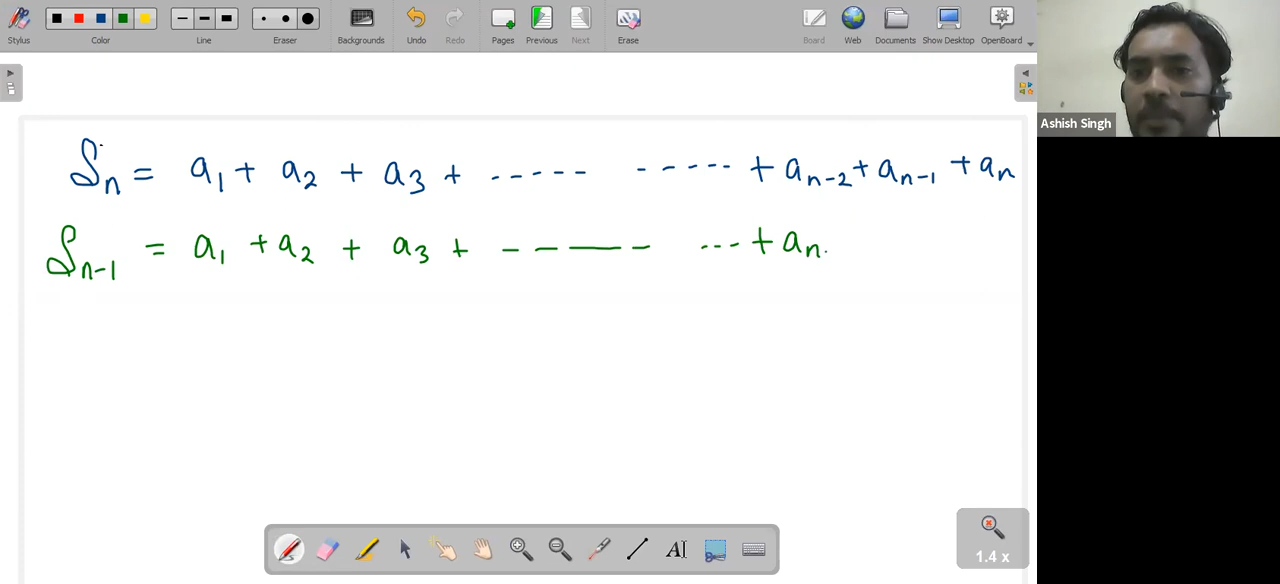 Stylus Color Line Eraser Backgrounds Undo Redo Pages Previous Next Erase Board Web Documents Show Desktop OpenBoard
Ashish Singh
Sₙ = a₁ + a₂ + a₃ + ----- ----- + aₙ₋₂ + aₙ₋₁ + aₙ
Sₙ₋₁ = a₁ + a₂ + a₃ + ----- ... + aₙ.
1.4 x